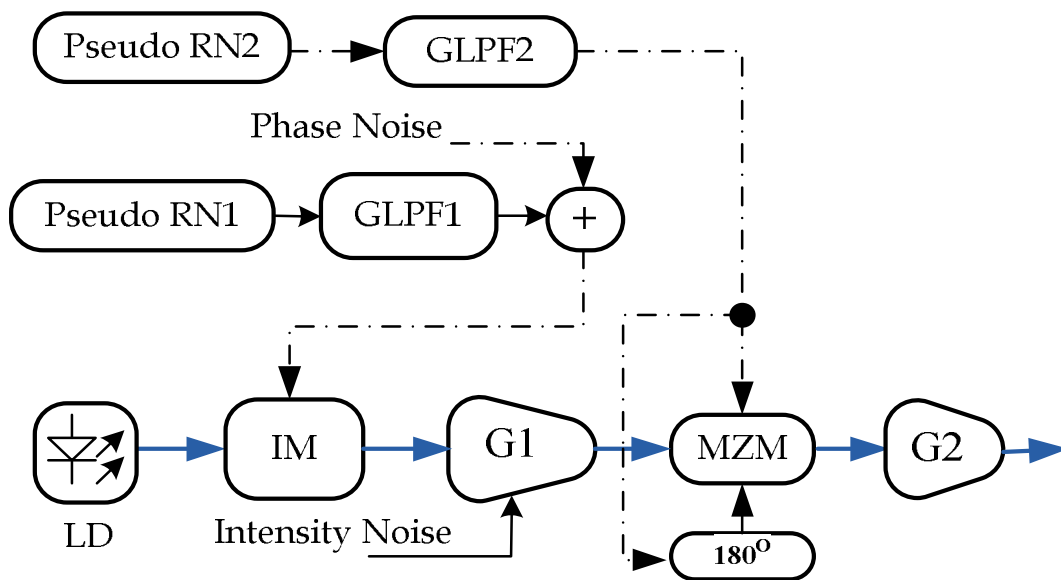 Pseudo RN2
GLPF2
Phase Noise
Pseudo RN1
GLPF1
+
IM
G1
MZM
G2
LD
Intensity Noise
180O